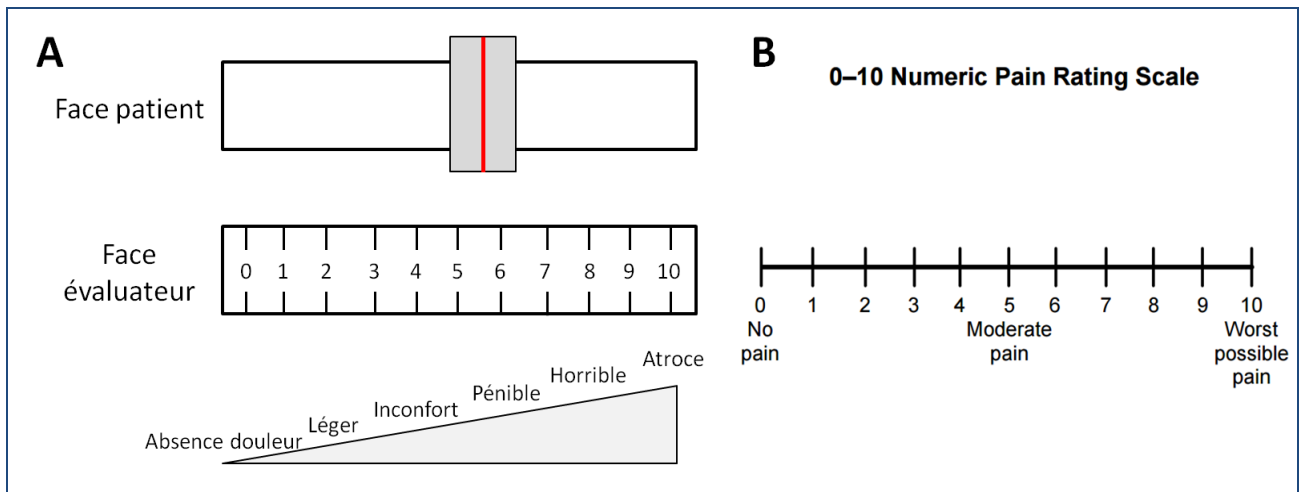 A
Face patient
Face
évaluateur
0 1 2 3 4 5 6 7 8 9 10
Absence douleur
Léger
Inconfort
Pénible
Horrible
Atroce
B
0–10 Numeric Pain Rating Scale
0 1 2 3 4 5 6 7 8 9 10
No
pain
Moderate
pain
Worst
possible
pain